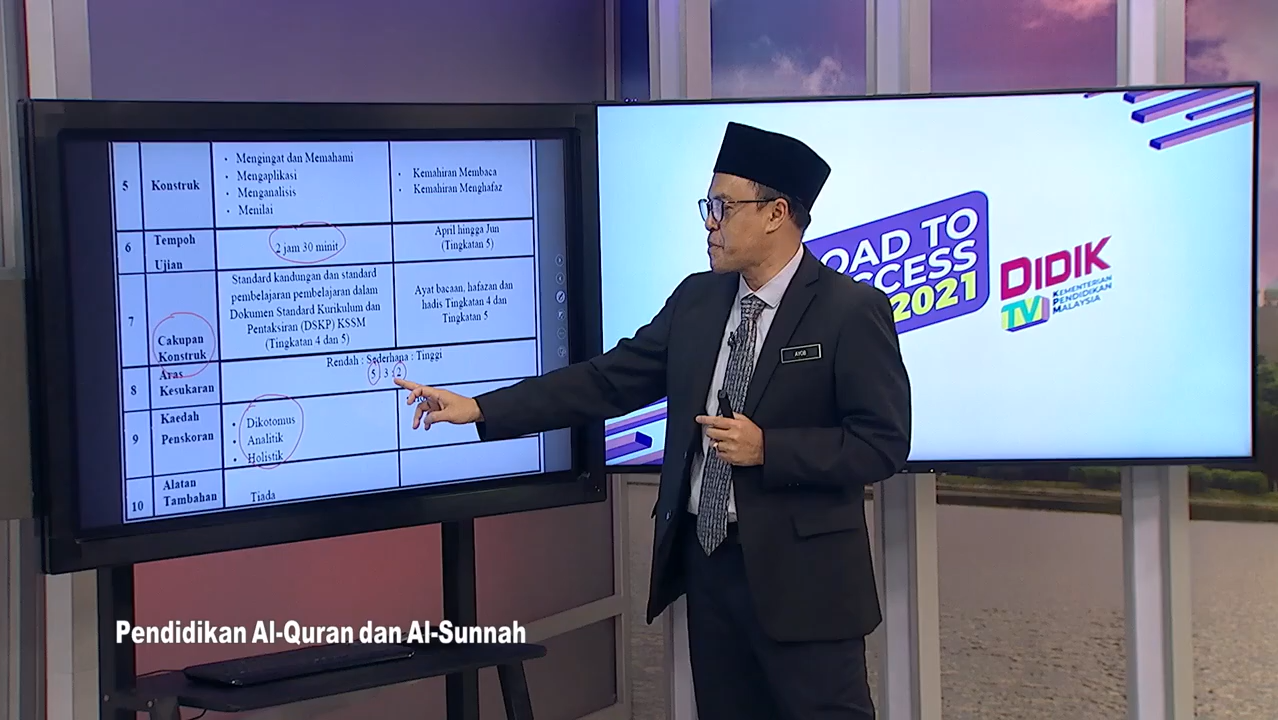 5
Konstruk
• Mengingat dan Memahami
• Mengaplikasi
• Menganalisis
• Menilai
• Kemahiran Membaca
• Kemahiran Menghafaz
6
Tempoh
Ujian
2 jam 30 minit
April hingga Jun
(Tingkatan 5)
7
Cakupan
Konstruk
Standard kandungan dan standard
pembelajaran pembelajaran dalam
Dokumen Standard Kurikulum dan
Pentaksiran (DSKP) KSSM
(Tingkatan 4 dan 5)
Ayat bacaan, hafazan dan
hadis Tingkatan 4 dan
Tingkatan 5
8
Aras
Kesukaran
Rendah : Sederhana : Tinggi
5 3 : 2
9
Kaedah
Penskoran
• Dikotomus
• Analitik
• Holistik
10
Alatan
Tambahan
Tiada
OAD TO
CCESS
2021
DIDIK
TV
KEMENTERIAN
PENDIDIKAN
MALAYSIA
AYOB
Pendidikan Al-Quran dan Al-Sunnah